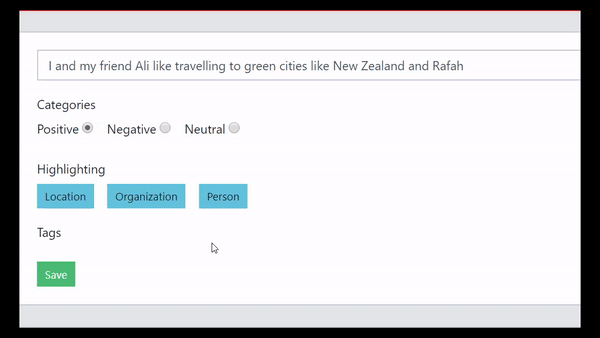 I and my friend Ali like travelling to green cities like New Zealand and Rafah
Categories
Positive Negative Neutral
Highlighting
Location Organization Person
Tags
Save